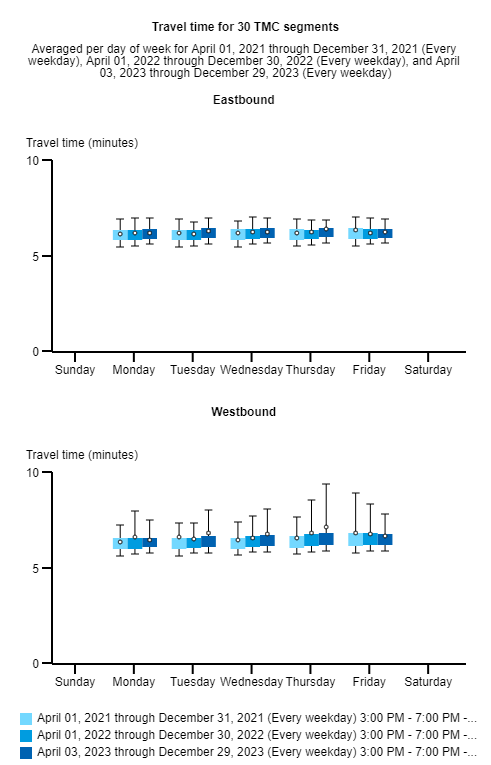 Travel time for 30 TMC segments
Averaged per day of week for April 01, 2021 through December 31, 2021 (Every
weekday), April 01, 2022 through December 30, 2022 (Every weekday), and April
03, 2023 through December 29, 2023 (Every weekday)
Eastbound
Travel time (minutes)
10
5
0
Sunday Monday Tuesday Wednesday Thursday Friday Saturday
Westbound
Travel time (minutes)
10
5
0
Sunday Monday Tuesday Wednesday Thursday Friday Saturday
April 01, 2021 through December 31, 2021 (Every weekday) 3:00 PM - 7:00 PM -...
April 01, 2022 through December 30, 2022 (Every weekday) 3:00 PM - 7:00 PM -...
April 03, 2023 through December 29, 2023 (Every weekday) 3:00 PM - 7:00 PM -...